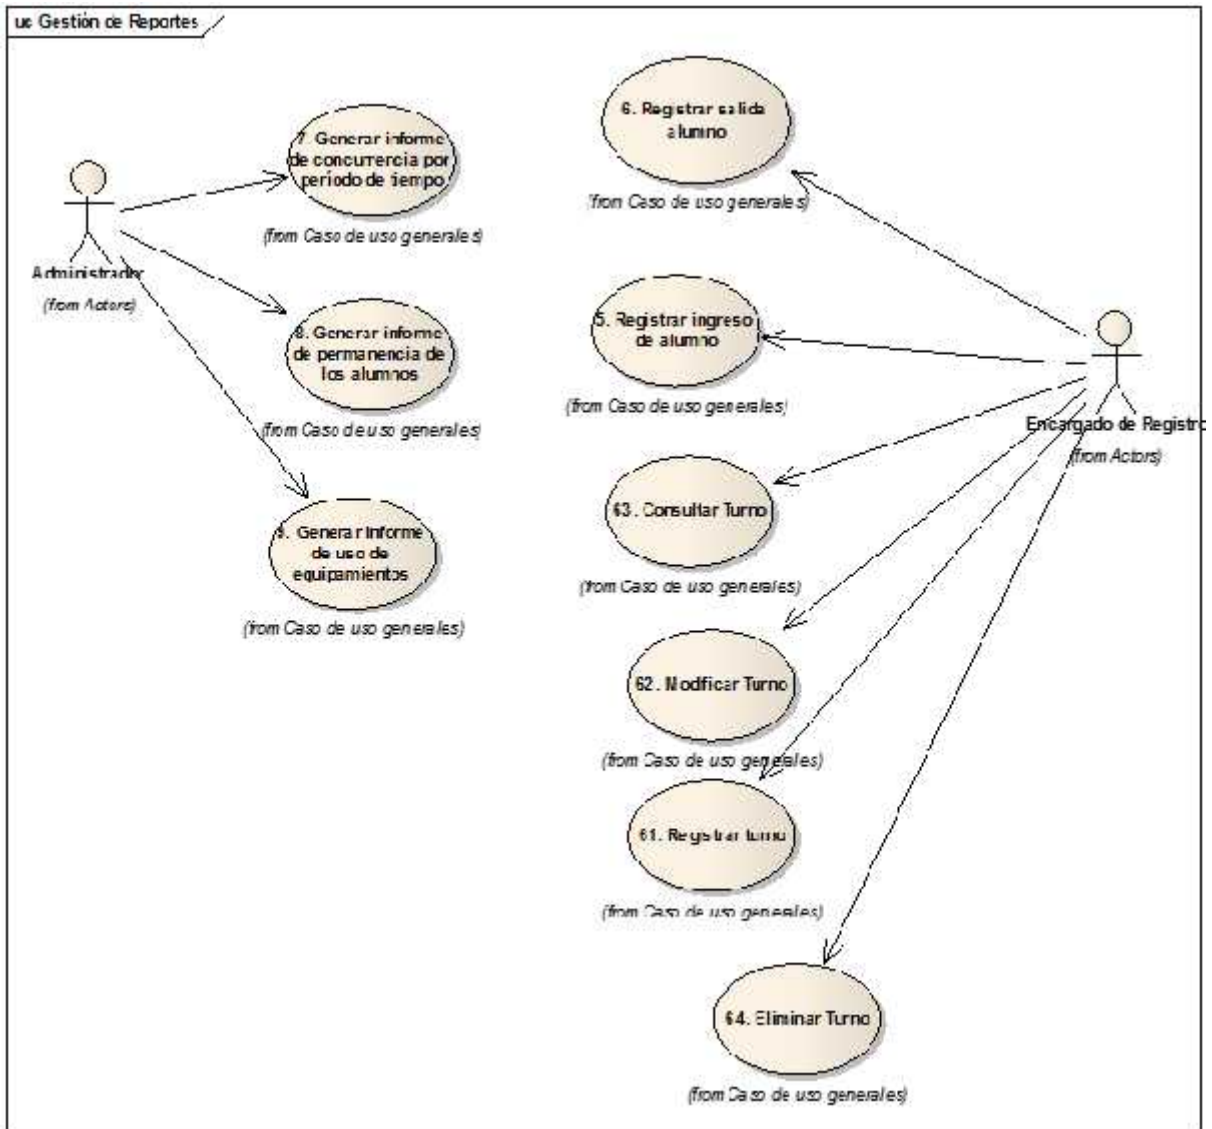 uc Gestión de Reportes
7. Generar informe
de concurrencia por
período de tiempo
(from Caso de uso generales)
Administrador
(from Actors)
8. Generar informe
de permanencia de
los alumnos
(from Caso de uso generales)
9. Generar informe
de uso de
equipamientos
(from Caso de uso generales)
6. Registrar salida
alumno
(from Caso de uso generales)
5. Registrar ingreso
de alumno
(from Caso de uso generales)
Encargado de Registro
(from Actors)
63. Consultar Turno
(from Caso de uso generales)
62. Modificar Turno
(from Caso de uso generales)
61. Registrar turno
(from Caso de uso generales)
64. Eliminar Turno
(from Caso de uso generales)